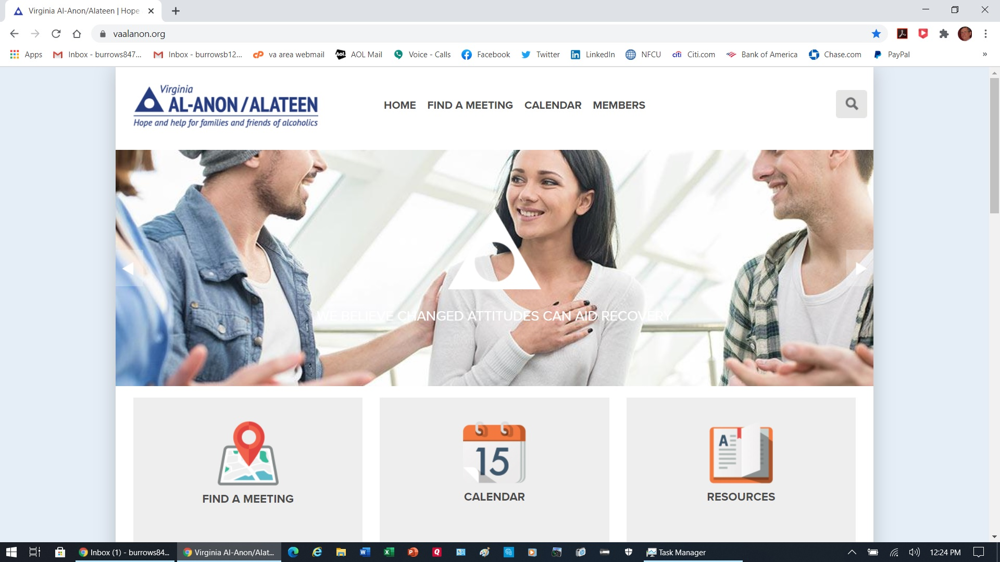 Virginia Al-Anon/Alateen | Hope
vaalanon.org
Apps
Inbox - burrows847...
Inbox - burrowsb12...
va area webmail
AOL Mail
Voice - Calls
Facebook
Twitter
LinkedIn
NFCU
citi Citi.com
Bank of America
Chase.com
PayPal
»
Virginia
AL-ANON / ALATEEN
Hope and help for families and friends of alcoholics
HOME
FIND A MEETING
CALENDAR
MEMBERS
WE BELIEVE CHANGED ATTITUDES CAN AID RECOVERY
15
A
FIND A MEETING
CALENDAR
RESOURCES
Inbox (1) - burrows84...
Virginia Al-Anon/Alat...
Task Manager
12:24 PM